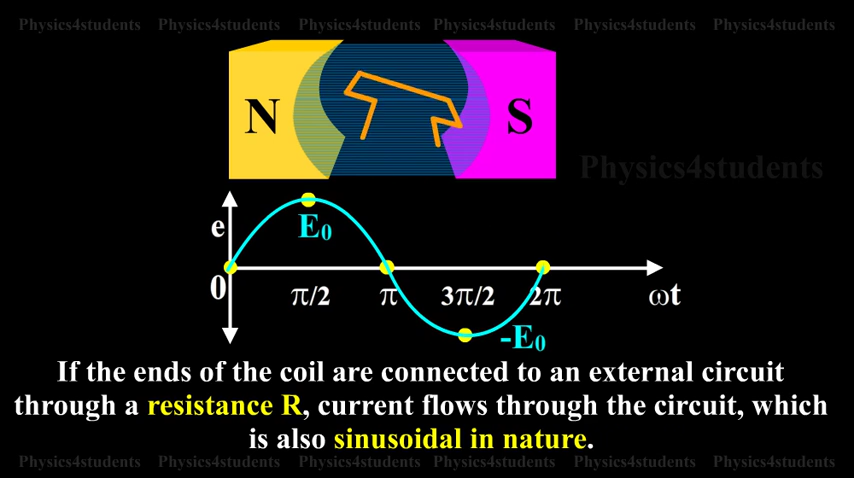 Physics4students Physics4students Physics4students Physics4students Physics4students Physics4students
N S
Physics4students
e
E₀
0 π/2 π 3π/2 2π ωt
-E₀
If the ends of the coil are connected to an external circuit
through a resistance R, current flows through the circuit, which
is also sinusoidal in nature.
Physics4students Physics4students Physics4students Physics4students Physics4students Physics4students